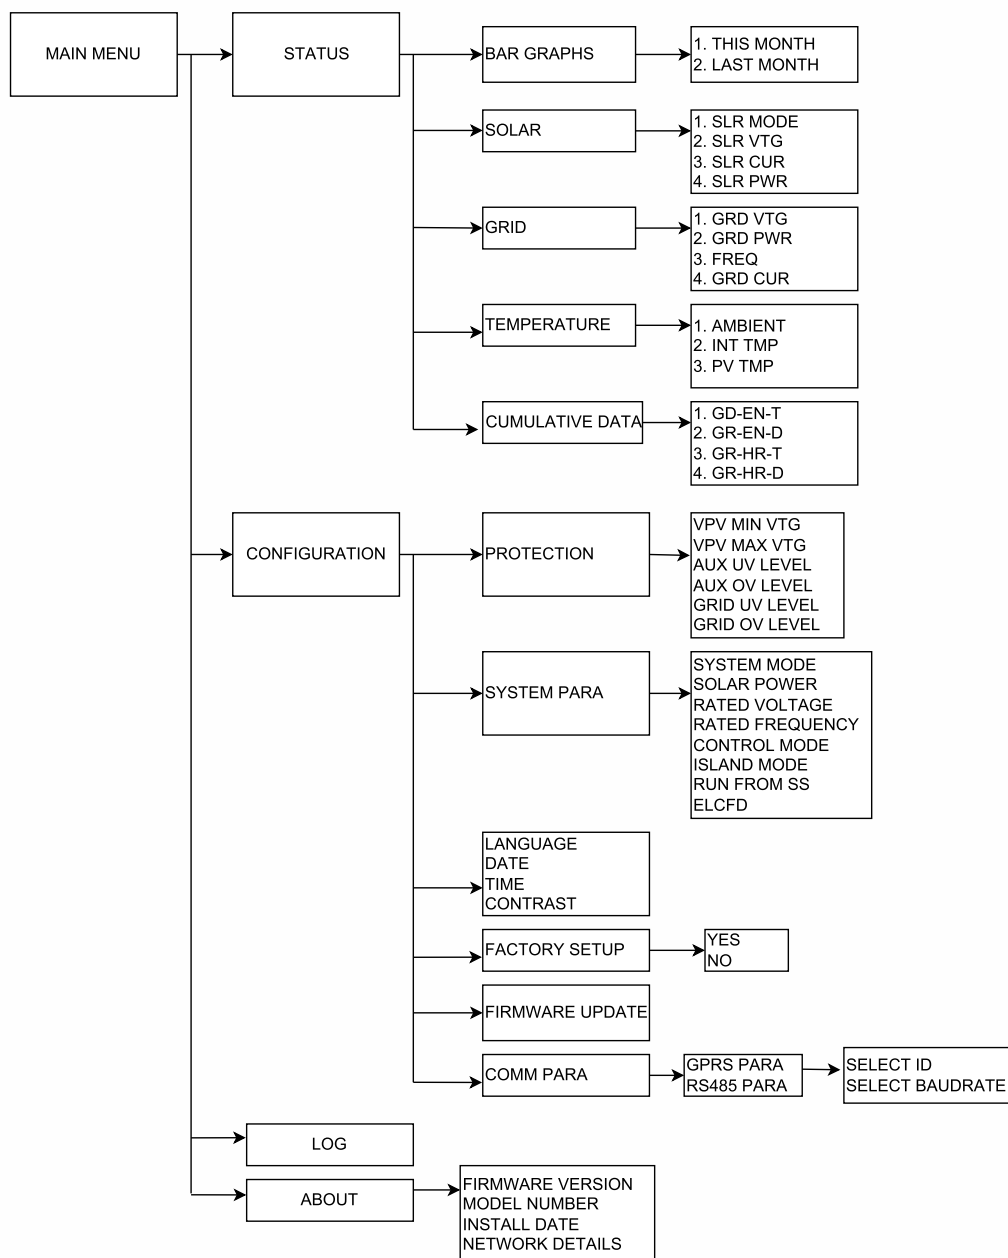 MAIN MENU
STATUS
BAR GRAPHS
1. THIS MONTH
2. LAST MONTH
SOLAR
1. SLR MODE
2. SLR VTG
3. SLR CUR
4. SLR PWR
GRID
1. GRD VTG
2. GRD PWR
3. FREQ
4. GRD CUR
TEMPERATURE
1. AMBIENT
2. INT TMP
3. PV TMP
CUMULATIVE DATA
1. GD-EN-T
2. GR-EN-D
3. GR-HR-T
4. GR-HR-D
CONFIGURATION
PROTECTION
VPV MIN VTG
VPV MAX VTG
AUX UV LEVEL
AUX OV LEVEL
GRID UV LEVEL
GRID OV LEVEL
SYSTEM PARA
SYSTEM MODE
SOLAR POWER
RATED VOLTAGE
RATED FREQUENCY
CONTROL MODE
ISLAND MODE
RUN FROM SS
ELCFD
LANGUAGE
DATE
TIME
CONTRAST
FACTORY SETUP
YES
NO
FIRMWARE UPDATE
COMM PARA
GPRS PARA
RS485 PARA
SELECT ID
SELECT BAUDRATE
LOG
ABOUT
FIRMWARE VERSION
MODEL NUMBER
INSTALL DATE
NETWORK DETAILS